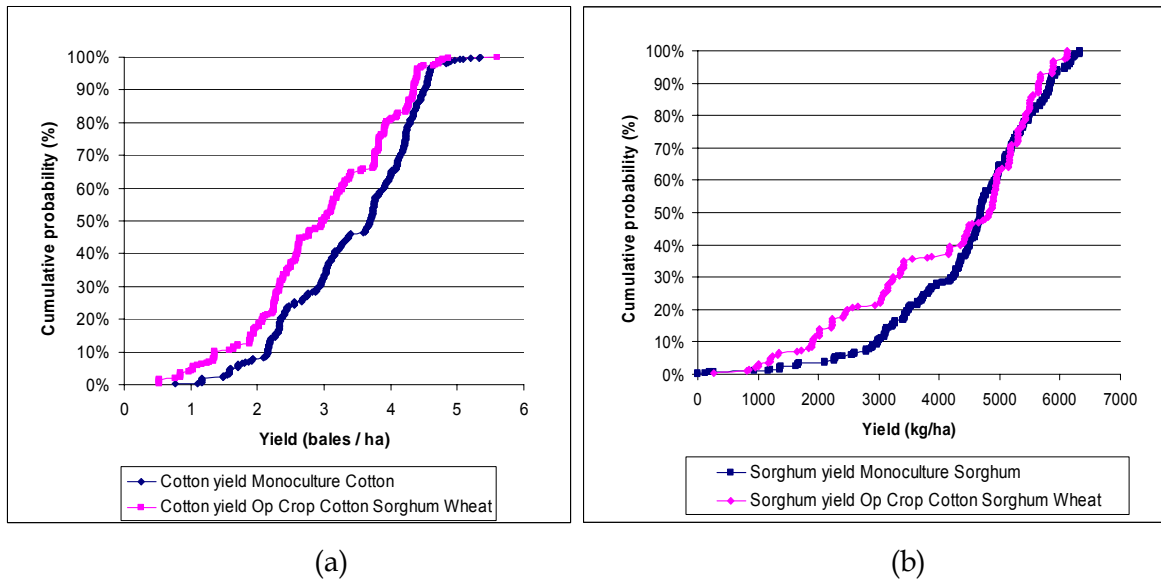 100%
90%
80%
70%
60%
50%
40%
30%
20%
10%
0%
Cumulative probability (%)
0 1 2 3 4 5 6
Yield (bales / ha)
Cotton yield Monoculture Cotton
Cotton yield Op Crop Cotton Sorghum Wheat
(a)
100%
90%
80%
70%
60%
50%
40%
30%
20%
10%
0%
Cumulative probability (%)
0 1000 2000 3000 4000 5000 6000 7000
Yield (kg/ha)
Sorghum yield Monoculture Sorghum
Sorghum yield Op Crop Cotton Sorghum Wheat
(b)